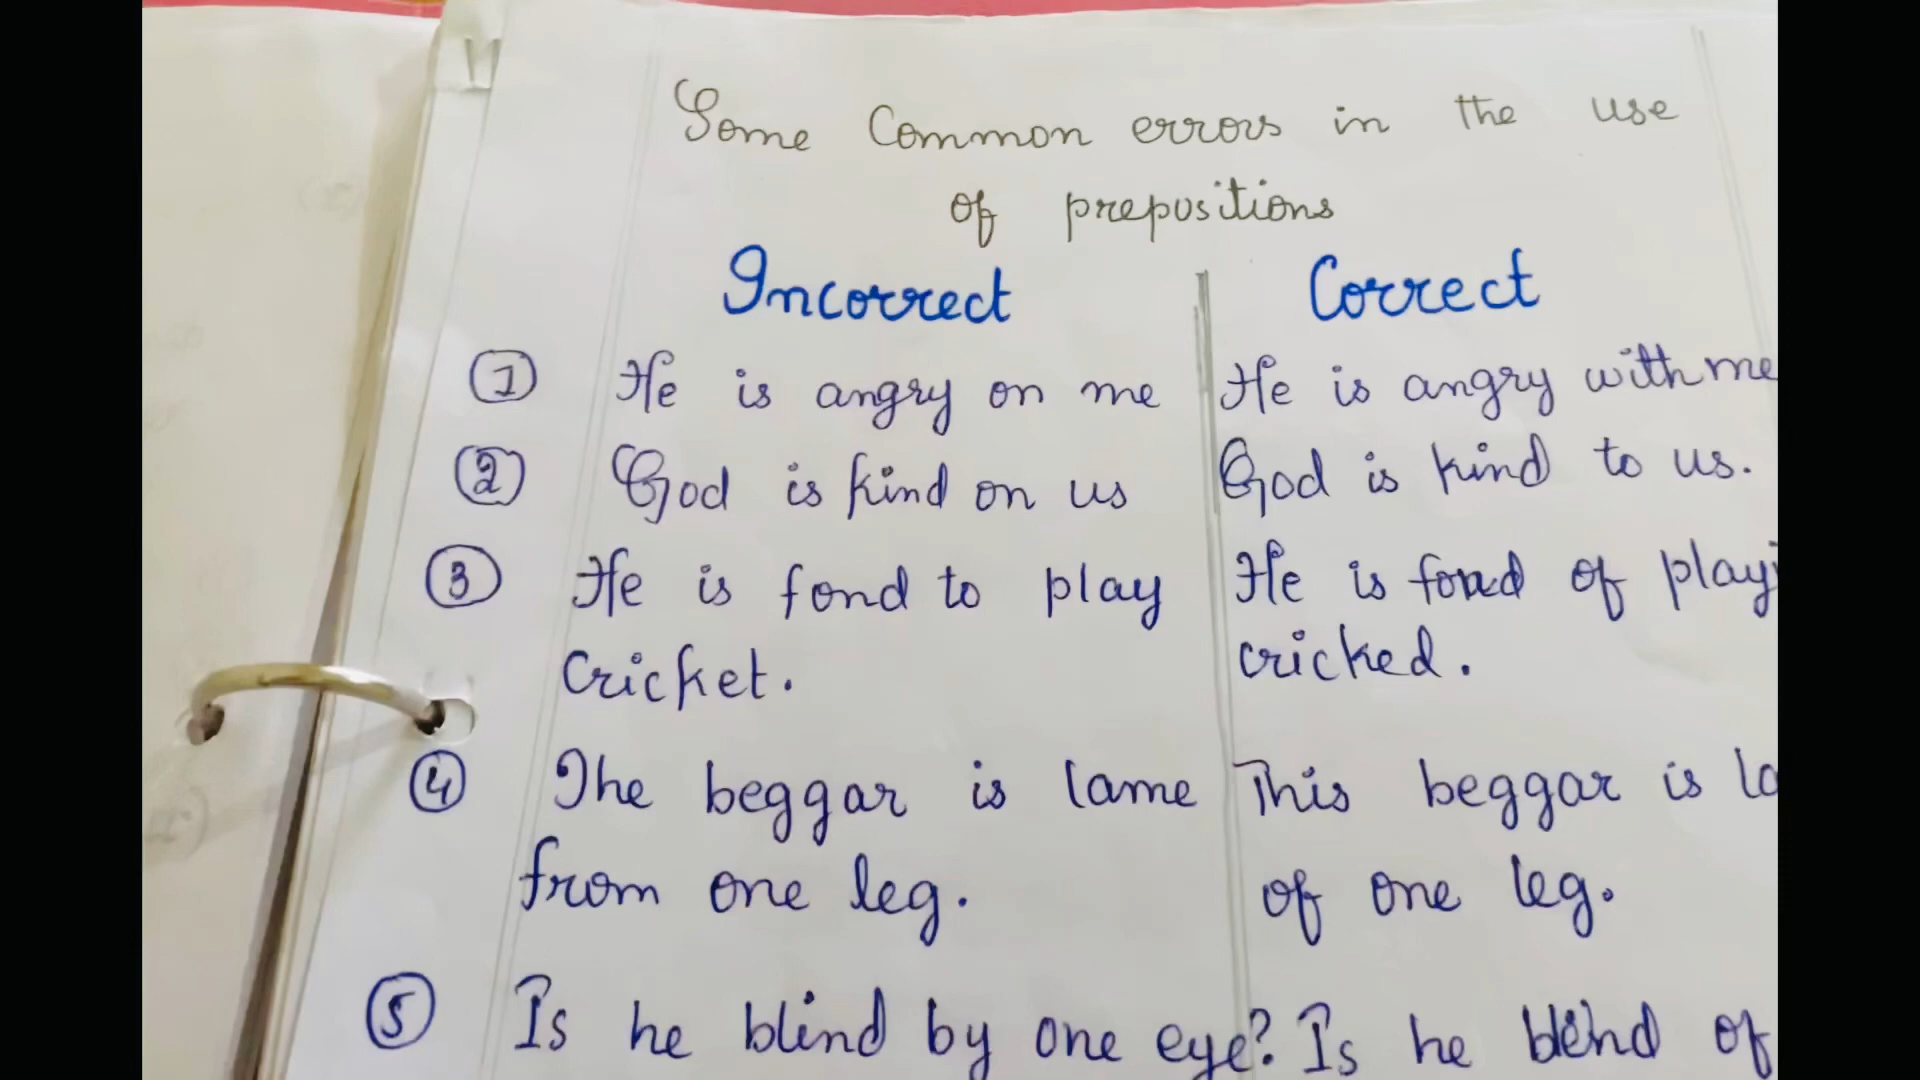 Some Common errors in the use
of prepositions
Incorrect Correct
1 He is angry on me He is angry with me
2 God is kind on us God is kind to us.
3 He is fond to play He is fond of
Cricket. cricked.
4 The beggar is lame This beggar is
from one leg. of one leg.
5 Is he blind by one eye? Is he blind of